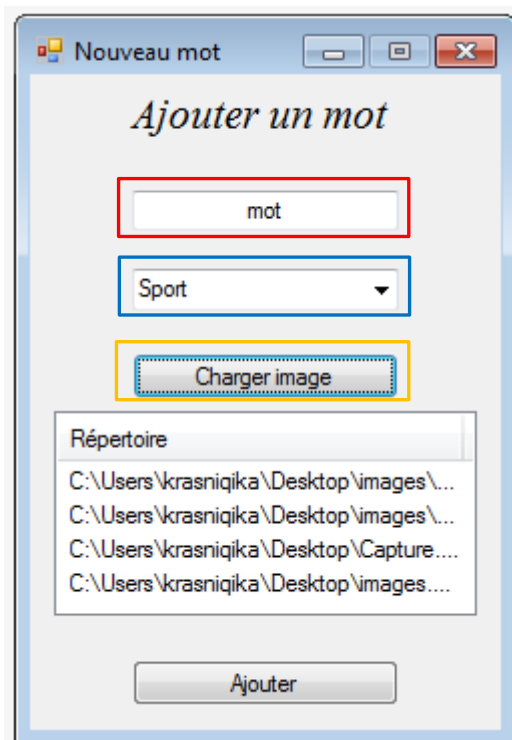 Nouveau mot
Ajouter un mot
mot
Sport
Charger image
Répertoire
C:\Users\krasniqika\Desktop\images\...
C:\Users\krasniqika\Desktop\images\...
C:\Users\krasniqika\Desktop\Capture....
C:\Users\krasniqika\Desktop\images....
Ajouter